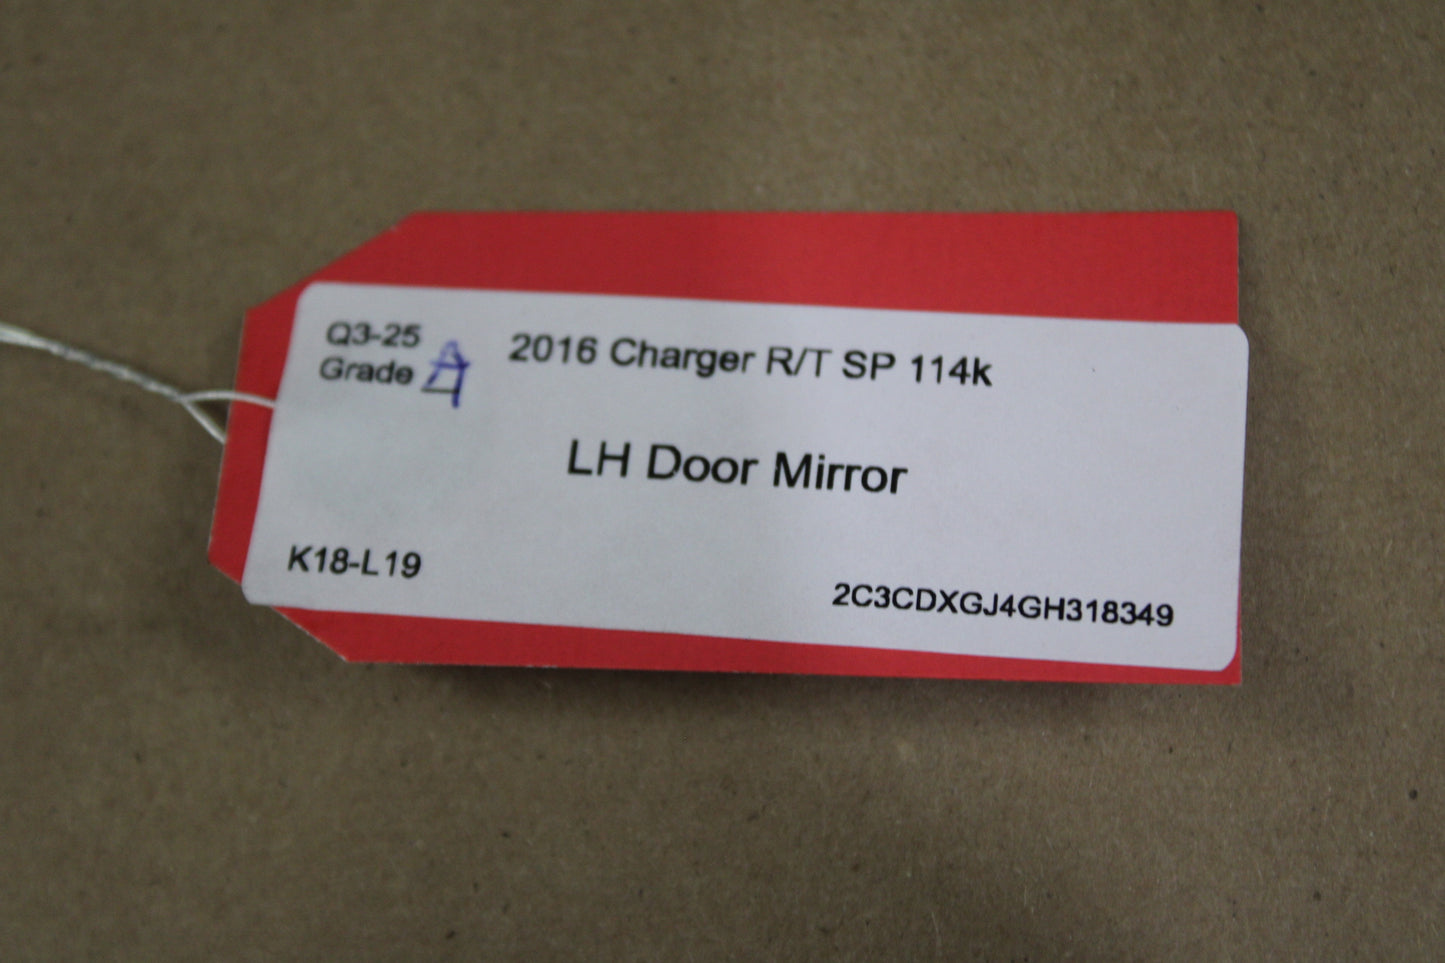 Q3-25
Grade A
2016 Charger R/T SP 114k
LH Door Mirror
K18-L19
2C3CDXGJ4GH318349